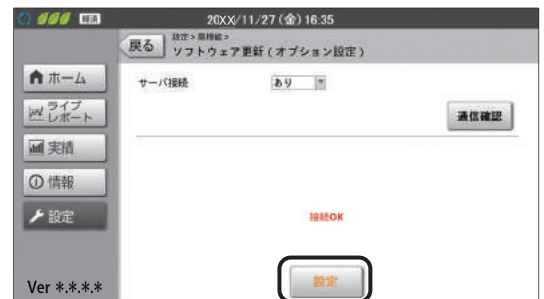 晴頂
20XX/11/27(金)16:35
戻る
設定>高機能>
ソフトウェア更新(オプション設定)
ホーム
ライブ
レポート
実績
情報
設定
サーバ接続 あり
通信確認
接続OK
設定
Ver *.*.*.*